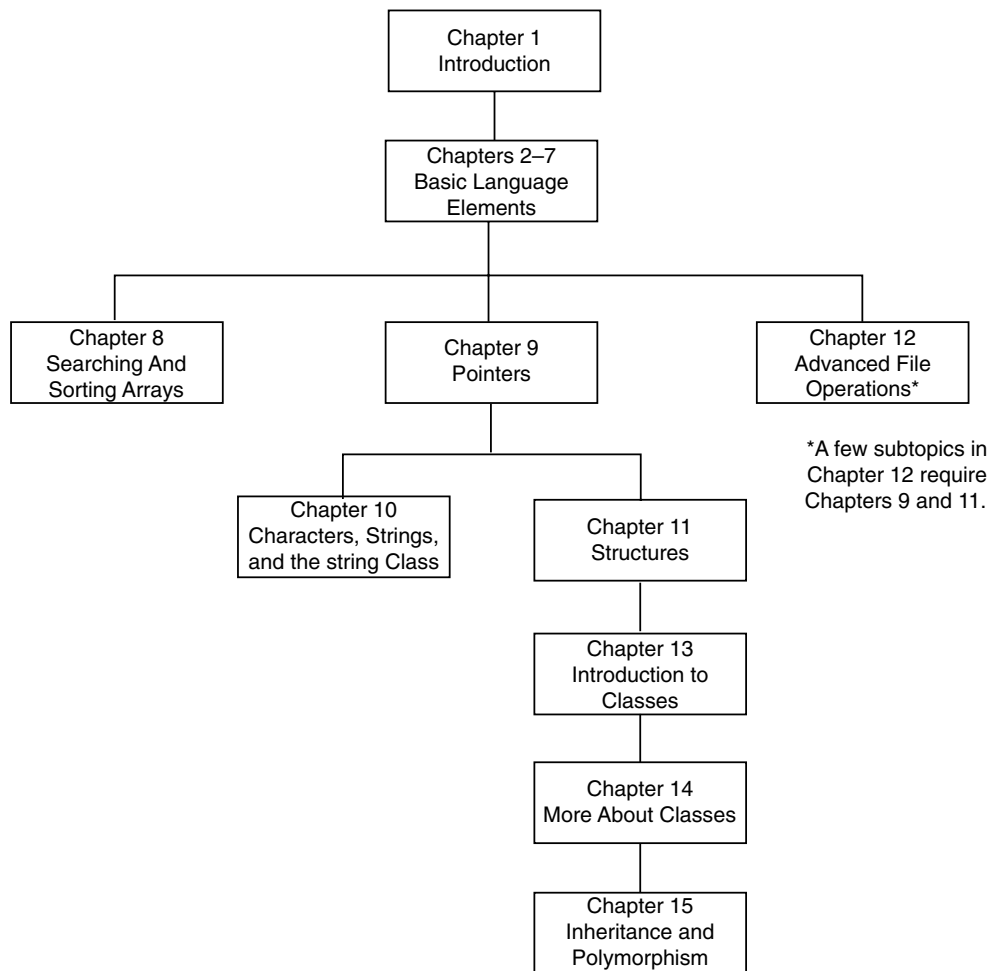 Chapter 1
Introduction
Chapters 2–7
Basic Language
Elements
Chapter 8
Searching And
Sorting Arrays
Chapter 9
Pointers
Chapter 12
Advanced File
Operations*
*A few subtopics in
Chapter 12 require
Chapters 9 and 11.
Chapter 10
Characters, Strings,
and the string Class
Chapter 11
Structures
Chapter 13
Introduction to
Classes
Chapter 14
More About Classes
Chapter 15
Inheritance and
Polymorphism